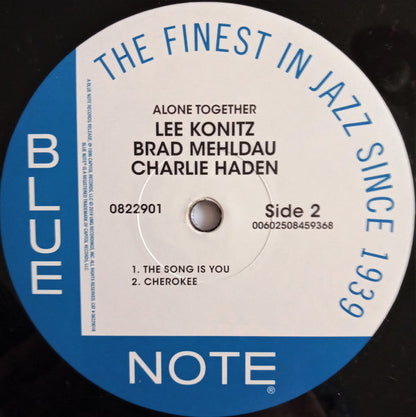 THE FINEST IN JAZZ SINCE 1939
ALONE TOGETHER
LEE KONITZ
BRAD MEHLDAU
CHARLIE HADEN
0822901
Side 2
00602508459368
1. THE SONG IS YOU
2. CHEROKEE
BLUE
NOTE
®